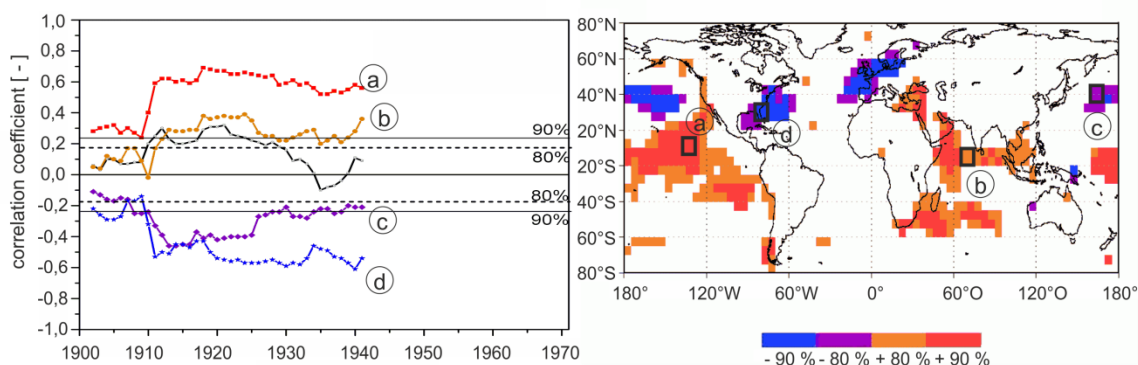 correlation coefficient [ - ]
1,0
0,8
0,6
0,4
0,2
0,0
-0,2
-0,4
-0,6
-0,8
-1,0
a
b
90%
80%
80%
90%
c
d
1900 1910 1920 1930 1940 1950 1960 1970
80°N
60°N
40°N
20°N
0°
20°S
40°S
60°S
80°S
a
d
b
c
180° 120°W 60°W 0° 60°O 120°O 180°
- 90 % - 80 % + 80 % + 90 %